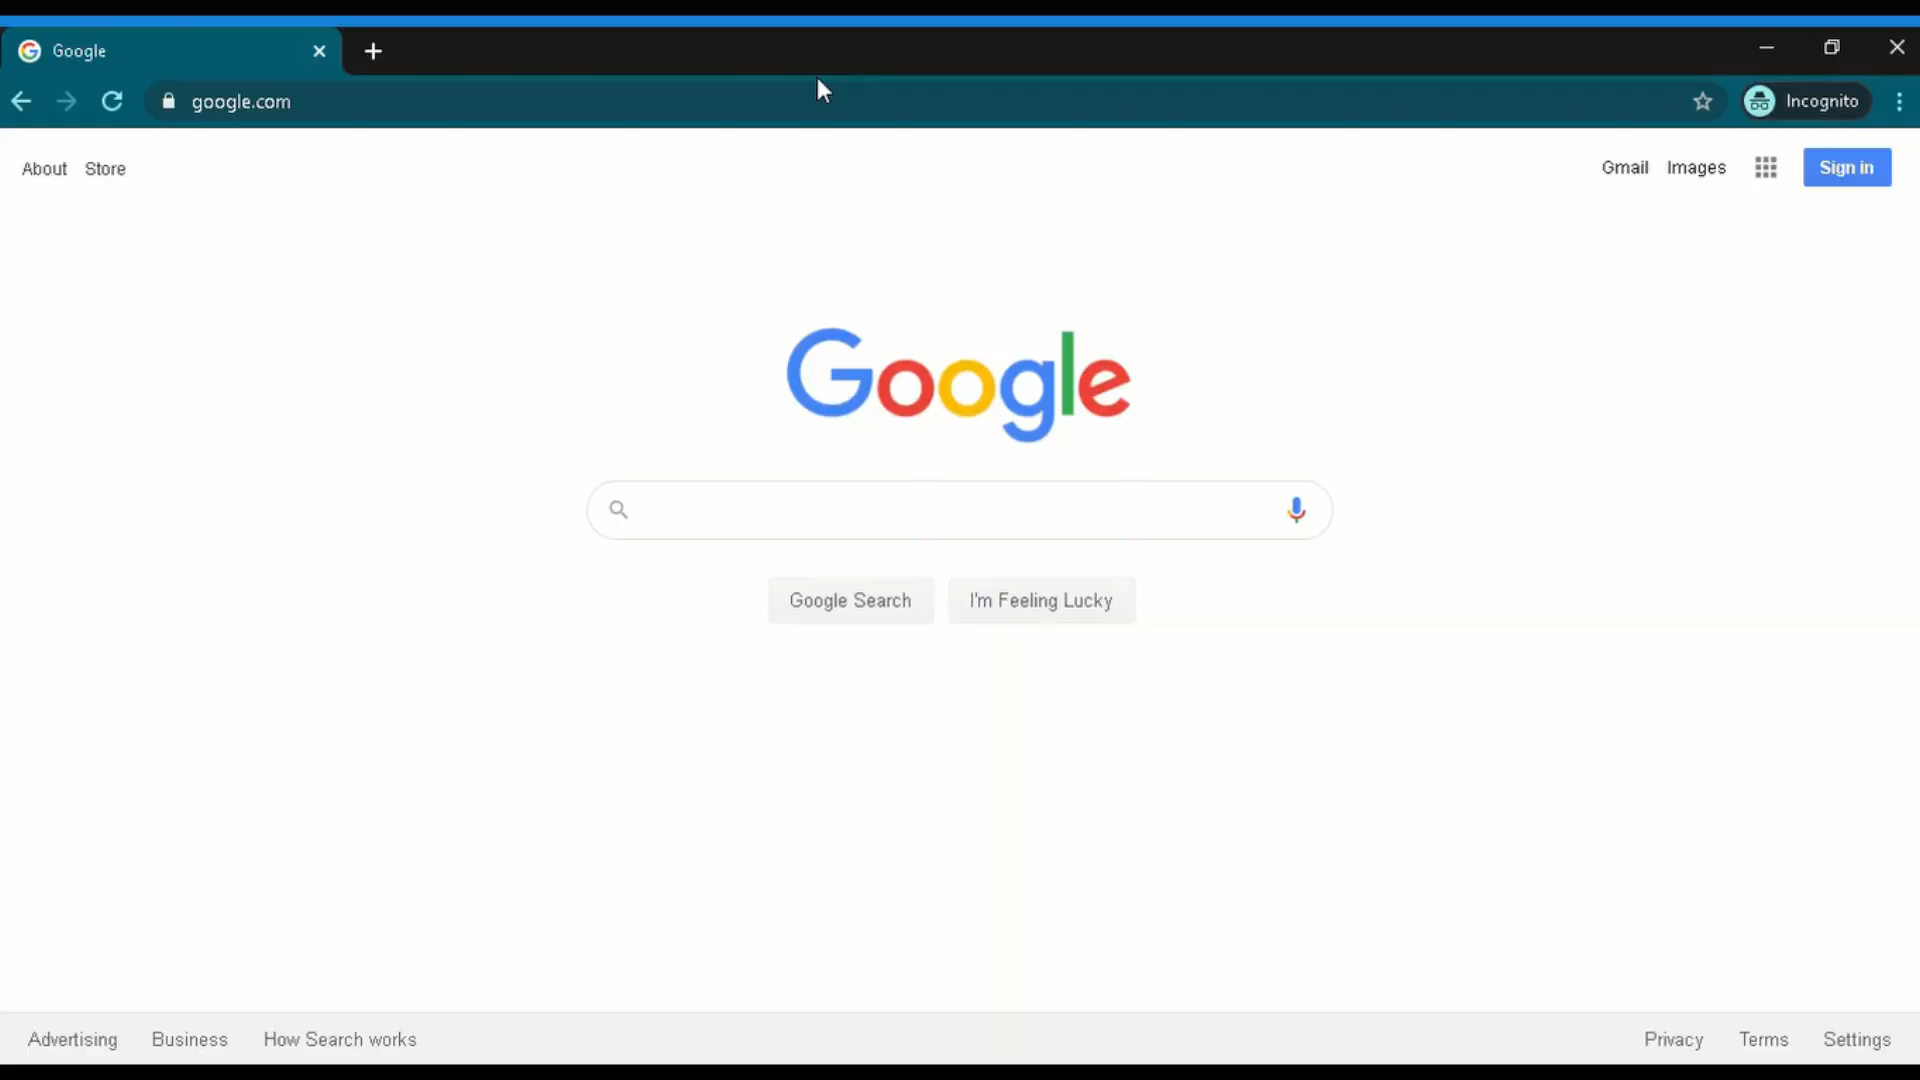 Google
google.com
Incognito
About Store
Gmail Images Sign in
Google
Google Search I'm Feeling Lucky
Advertising Business How Search works
Privacy Terms Settings